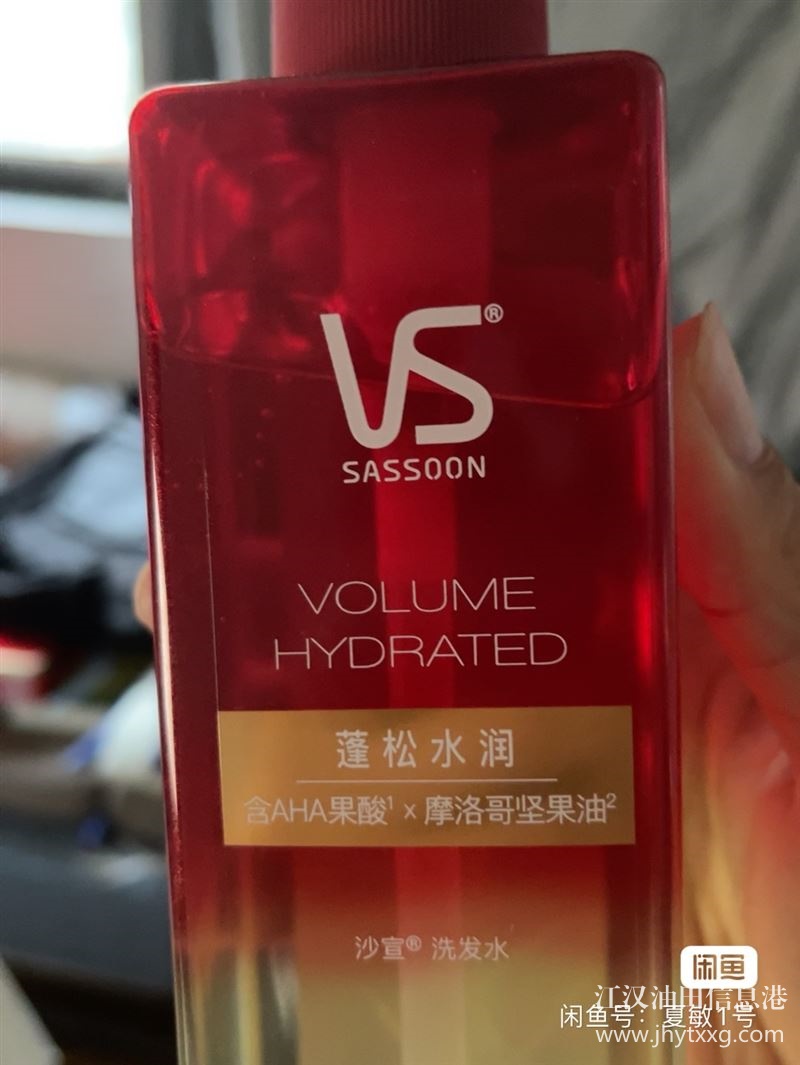 VS®
SASSOON
VOLUME
HYDRATED
蓬松水润
含AHA果酸¹ x 摩洛哥坚果油²
沙宣® 洗发水
闲鱼
江汉油田信息港
闲鱼号：夏敏1号
www.jhytxxg.com